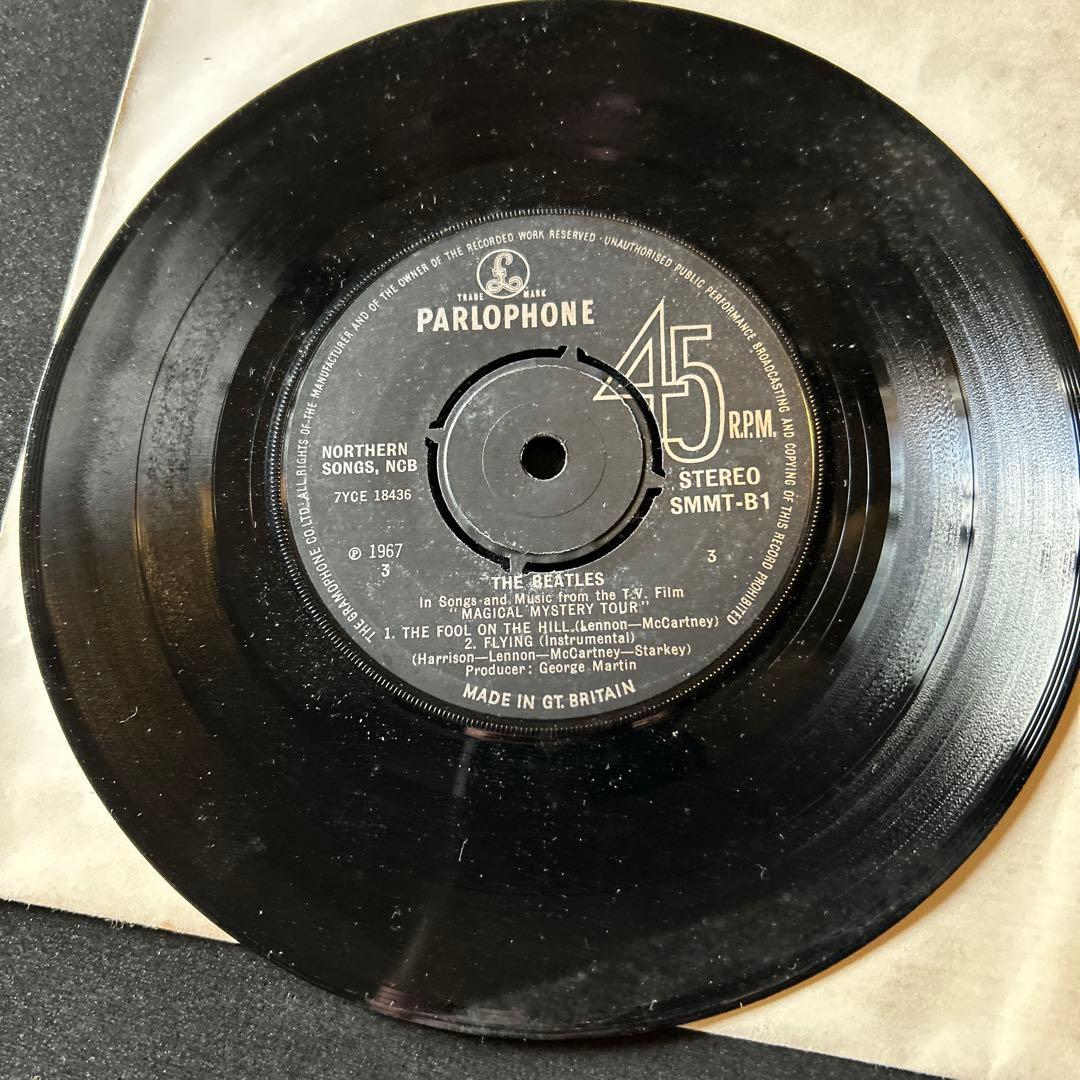 THE GRAMOPHONE CO.LTD. ALL RIGHTS OF THE MANUFACTURER AND OF THE OWNER OF THE RECORDED WORK RESERVED · UNAUTHORISED PUBLIC PERFORMANCE BROADCASTING AND COPYING OF THIS RECORD PROHIBITED
£
TRADE MARK
PARLOPHONE
45
R.P.M.
NORTHERN
SONGS, NCB
7YCE 18436
STEREO
SMMT-B1
℗ 1967
3
3
THE BEATLES
In Songs and Music from the T.V. Film
"MAGICAL MYSTERY TOUR"
1. THE FOOL ON THE HILL.(Lennon—McCartney)
2. FLYING (Instrumental)
(Harrison—Lennon—McCartney—Starkey)
Producer: George Martin
MADE IN GT. BRITAIN